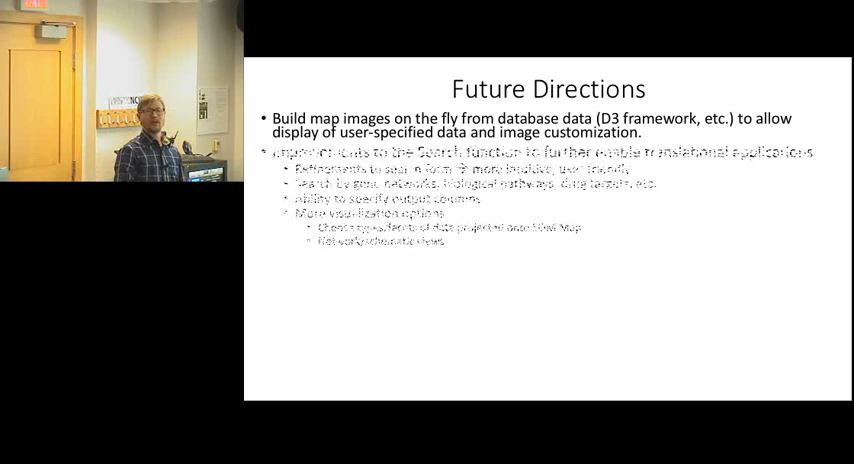 Future Directions
• Build map images on the fly from database data (D3 framework, etc.) to allow
display of user-specified data and image customization.
• Improvements to the Search function to further enable translational applications
• Refinements to search form → more intuitive, user friendly
• Search by gene networks, biological pathways, drug targets, etc.
• Ability to specify output columns
• More visualization options
• Choose types/facets of data projected onto
Map
• Network/schematic views